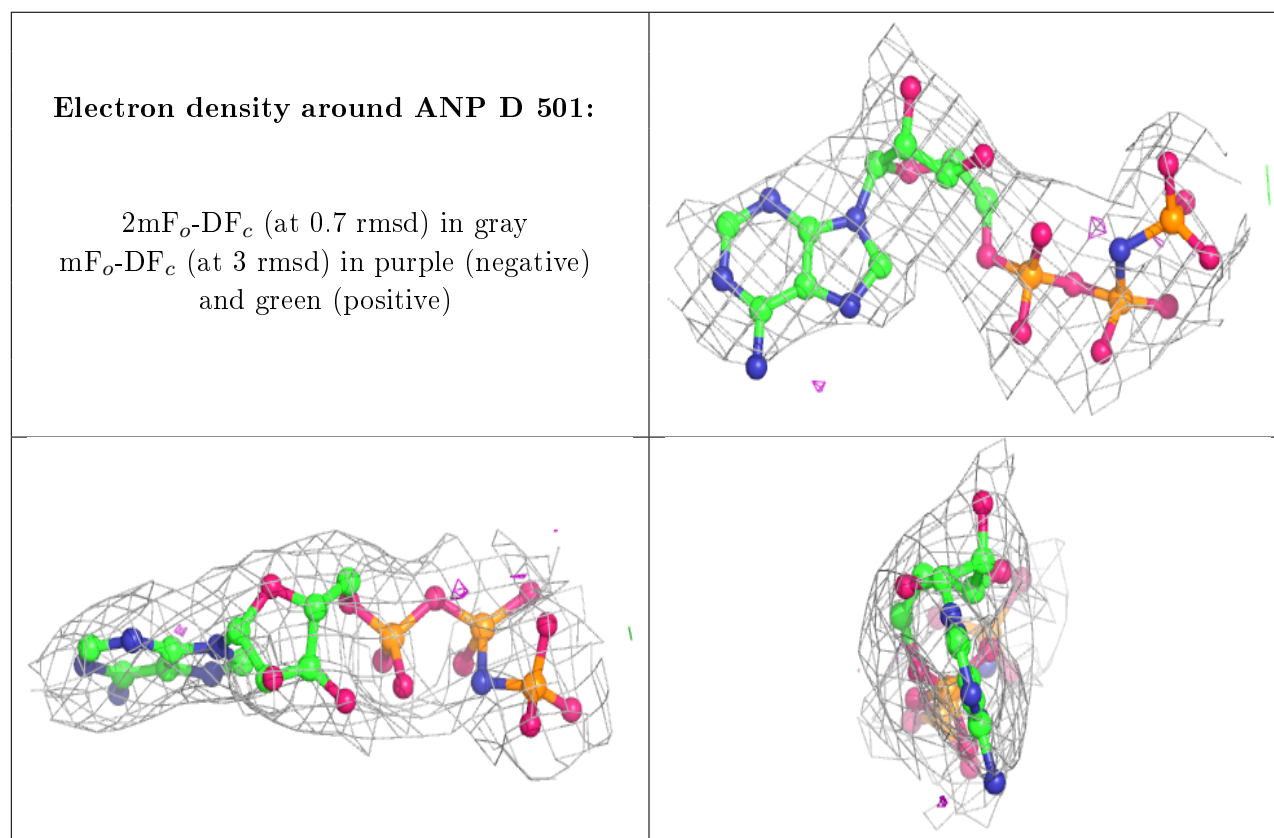 Electron density around ANP D 501:
2mFₒ-DF𝒸 (at 0.7 rmsd) in gray
mFₒ-DF𝒸 (at 3 rmsd) in purple (negative)
and green (positive)